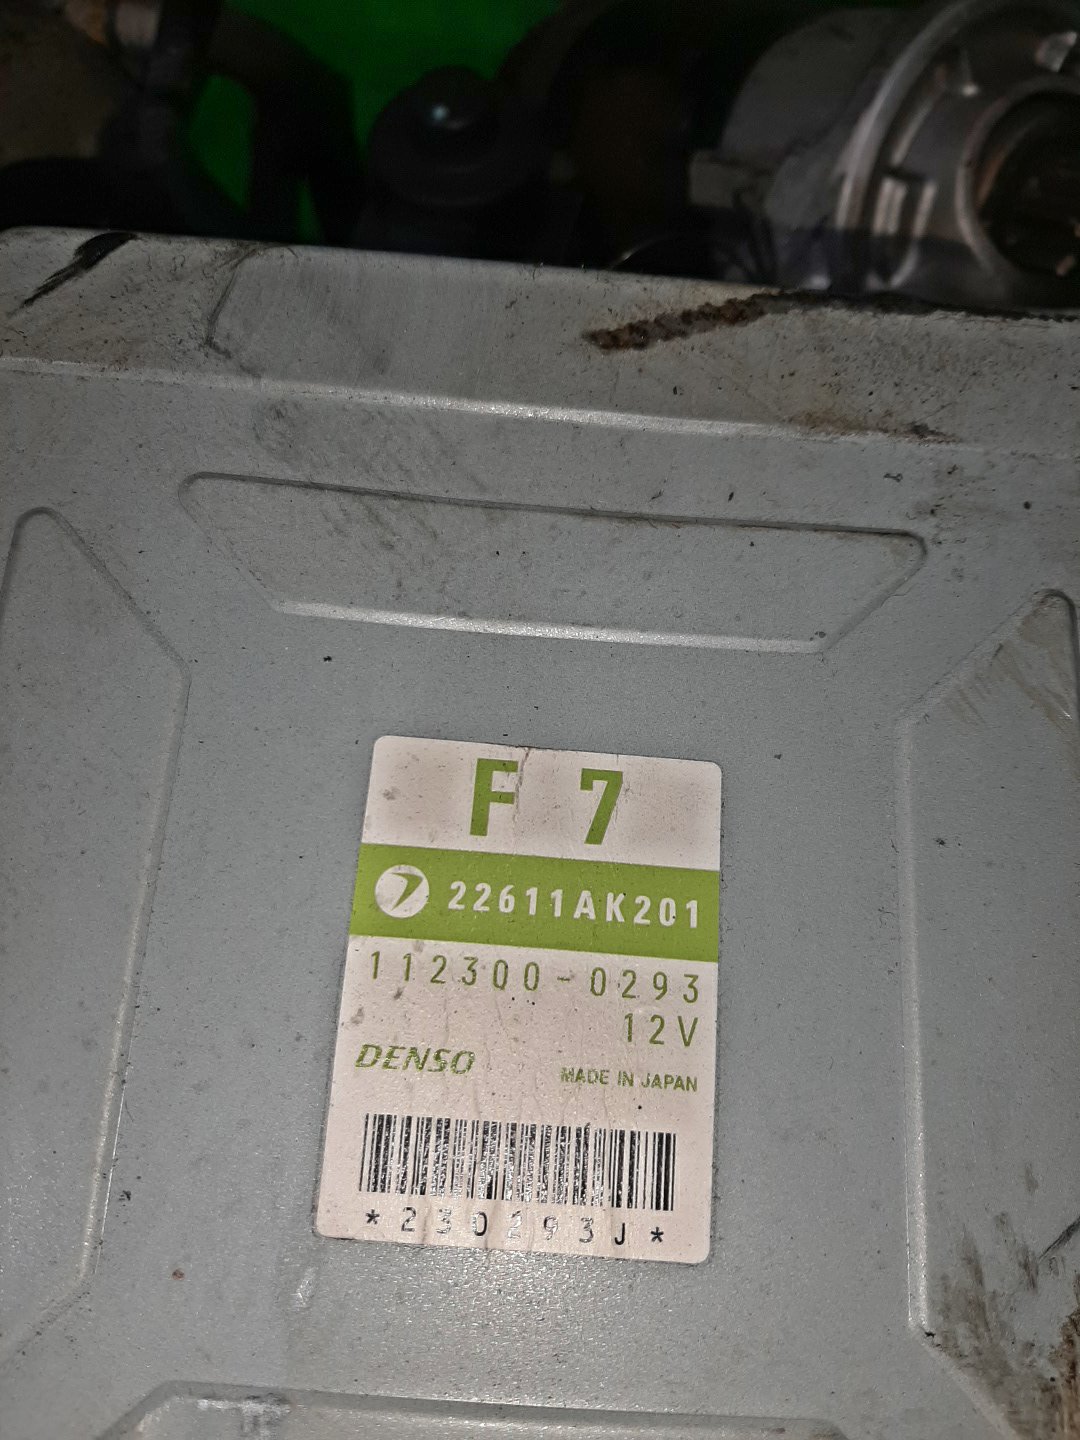 F 7
22611AK201
112300-0293
12V
DENSO
MADE IN JAPAN
*230293J*